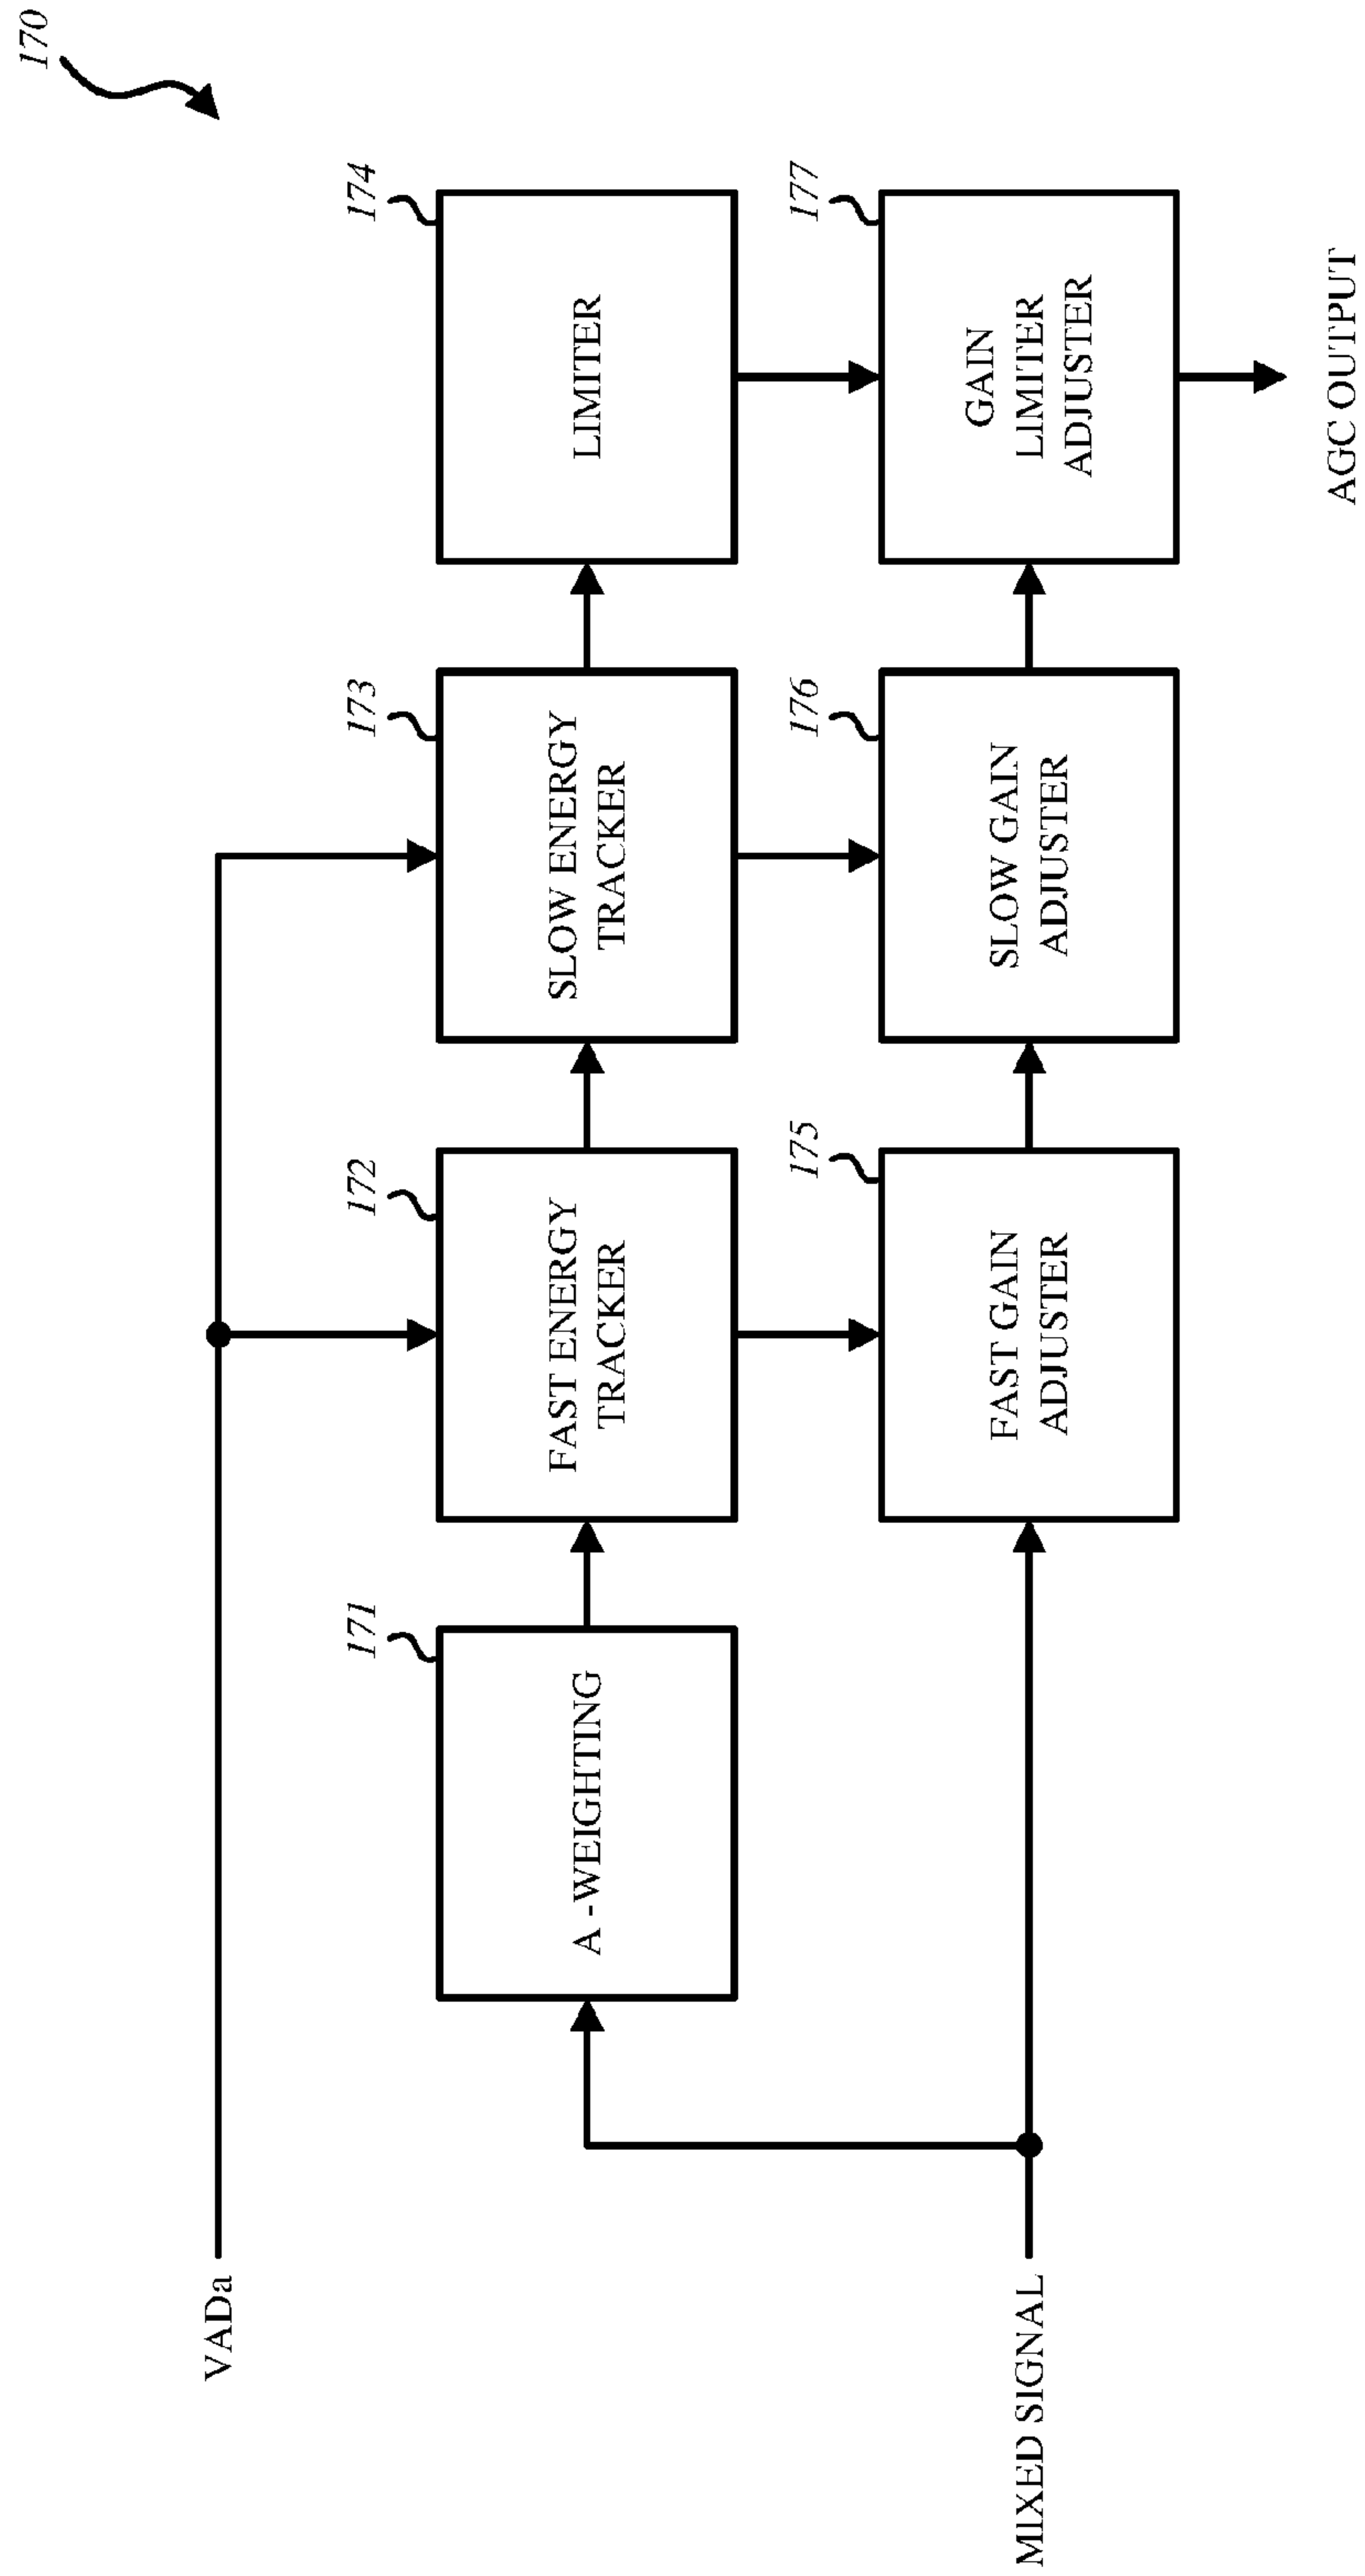 170
VADa
171
172
173
174
A -WEIGHTING
FAST ENERGY
TRACKER
SLOW ENERGY
TRACKER
LIMITER
175
176
177
MIXED SIGNAL
FAST GAIN
ADJUSTER
SLOW GAIN
ADJUSTER
GAIN
LIMITER
ADJUSTER
AGC OUTPUT